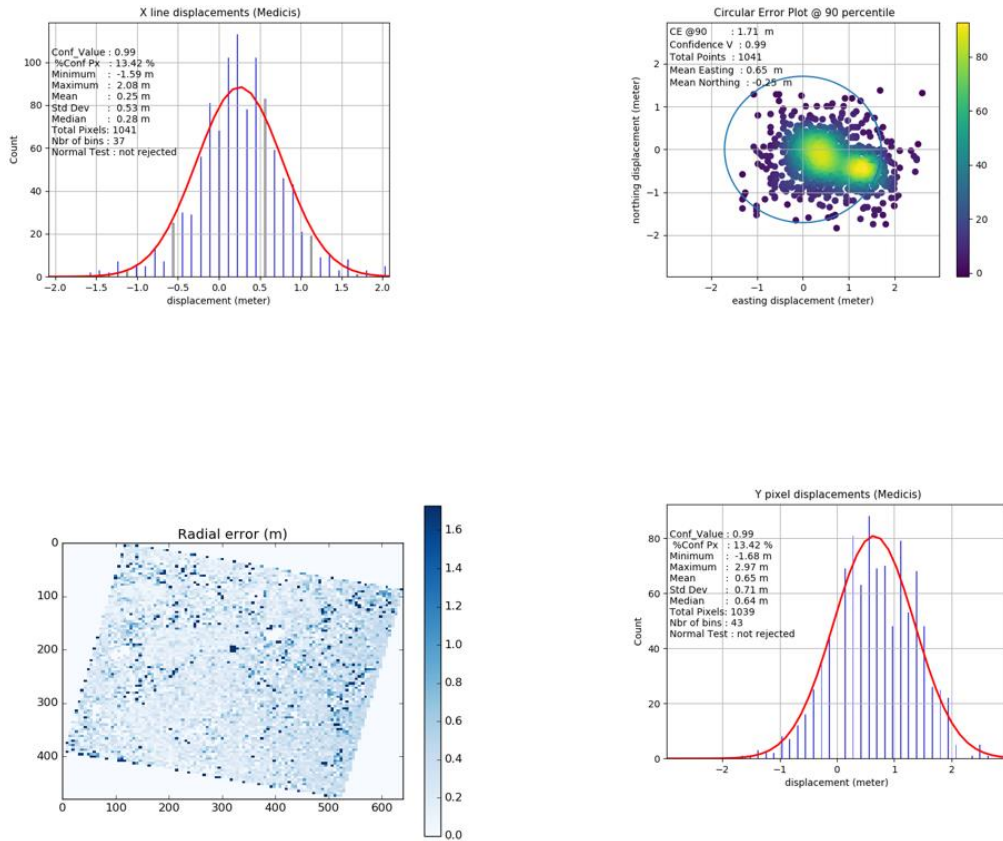 X line displacements (Medicis)
Conf_Value : 0.99
%Conf Px : 13.42 %
Minimum : -1.59 m
Maximum : 2.08 m
Mean : 0.25 m
Std Dev : 0.53 m
Median : 0.28 m
Total Pixels: 1041
Nbr of bins : 37
Normal Test : not rejected
Count
100
80
60
40
20
0
-2.0 -1.5 -1.0 -0.5 0.0 0.5 1.0 1.5 2.0
displacement (meter)
Circular Error Plot @ 90 percentile
CE @90 : 1.71 m
Confidence V : 0.99
Total Points : 1041
Mean Easting : 0.65 m
Mean Northing : -0.25 m
northing displacement (meter)
2
1
0
−1
−2
−2 −1 0 1 2
easting displacement (meter)
80
60
40
20
0
Radial error (m)
0
100
200
300
400
0 100 200 300 400 500 600
1.6
1.4
1.2
1.0
0.8
0.6
0.4
0.2
0.0
Y pixel displacements (Medicis)
Conf_Value : 0.99
%Conf Px : 13.42 %
Minimum : -1.68 m
Maximum : 2.97 m
Mean : 0.65 m
Std Dev : 0.71 m
Median : 0.64 m
Total Pixels: 1039
Nbr of bins : 43
Normal Test : not rejected
Count
80
60
40
20
0
−2 −1 0 1 2
displacement (meter)